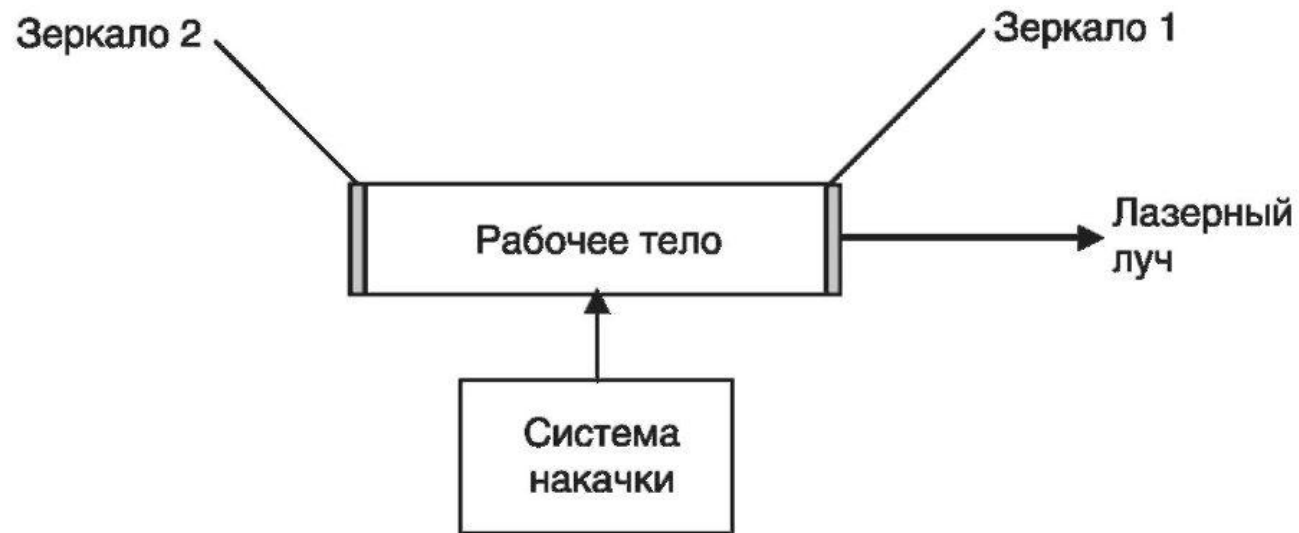 Зеркало 2
Зеркало 1
Рабочее тело
Лазерный
луч
Система
накачки